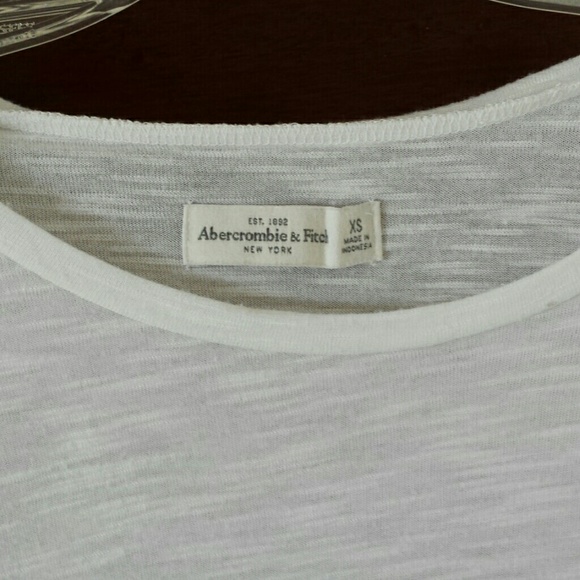 EST. 1892
Abercrombie & Fitch
NEW YORK
XS
MADE IN
INDONESIA